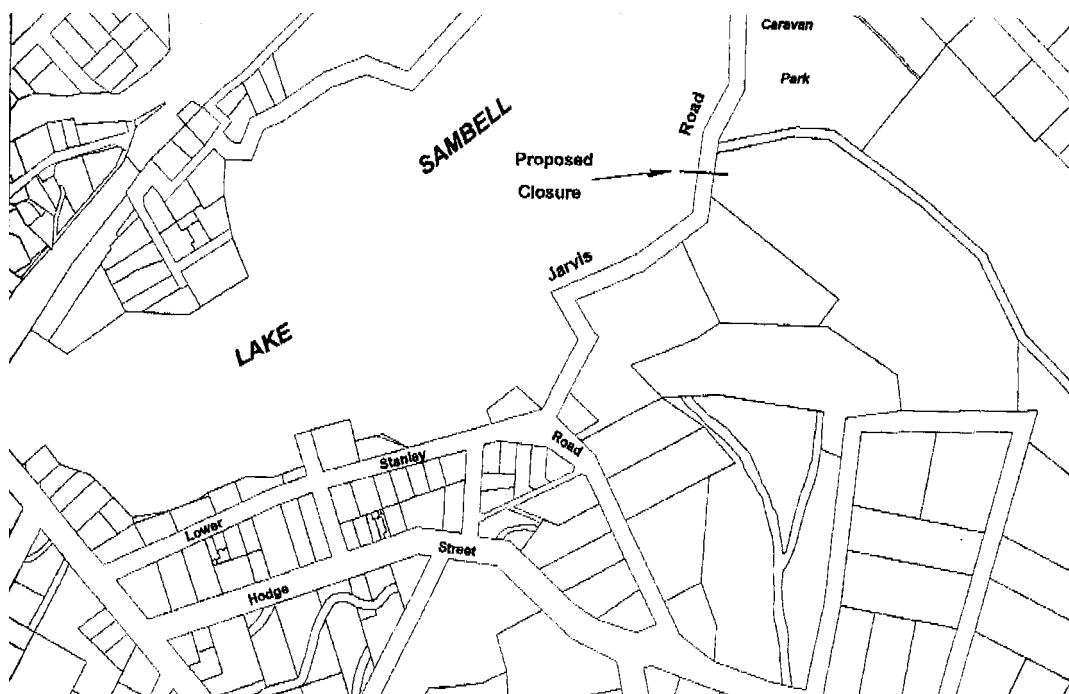 Caravan
Park
Road
SAMBELL
Proposed
Closure
Jarvis
LAKE
Road
Stanley
Lower
Street
Hodge